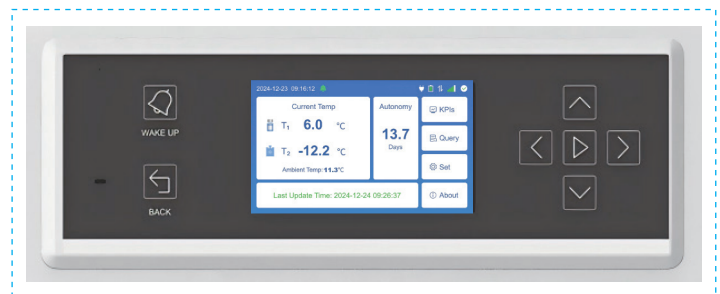 WAKE UP
BACK
2024-12-23 09:16:12
Current Temp
T₁ 6.0 °C
T₂ -12.2 °C
Ambient Temp:11.3°C
Autonomy
13.7
Days
KPIs
Query
Set
About
Last Update Time: 2024-12-24 09:26:37